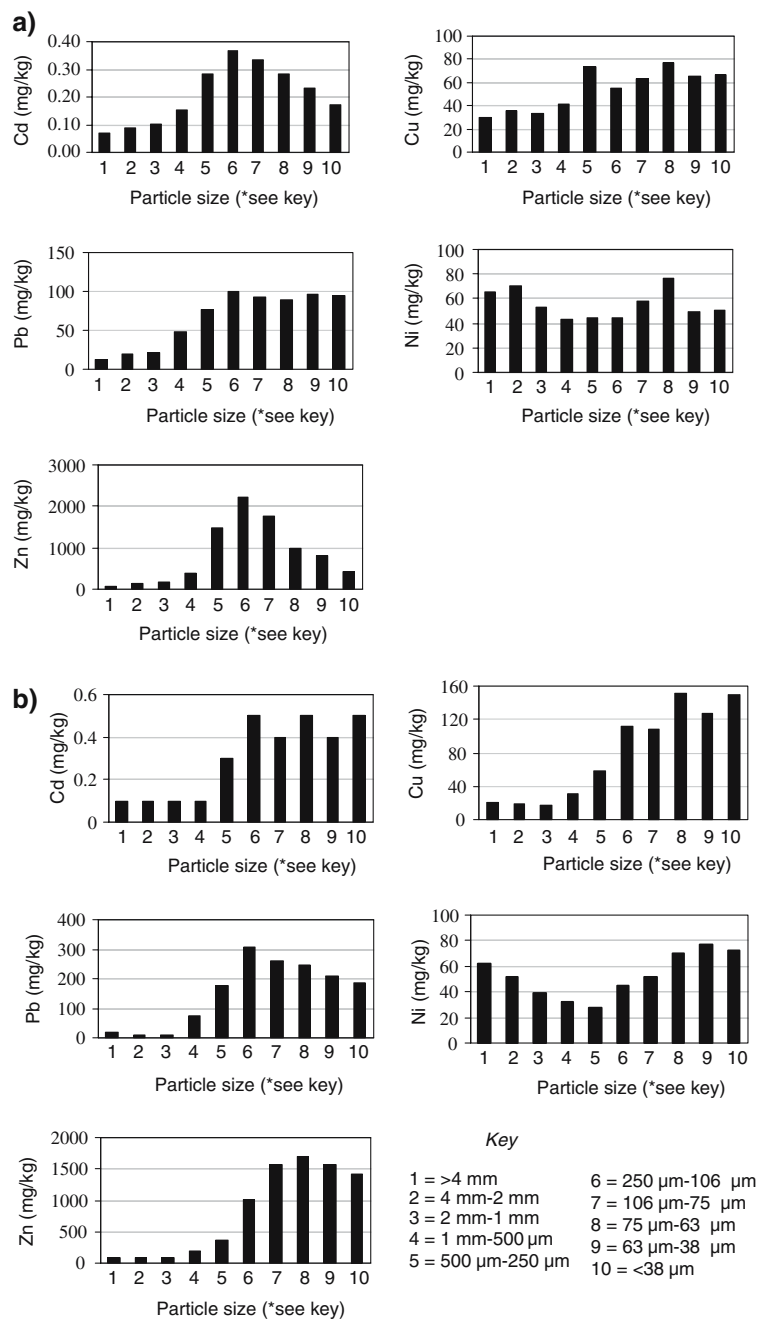 a)
Cd (mg/kg)
0.40
0.30
0.20
0.10
0.00
1 2 3 4 5 6 7 8 9 10
Particle size (*see key)
Cu (mg/kg)
100
80
60
40
20
0
1 2 3 4 5 6 7 8 9 10
Particle size (*see key)
Pb (mg/kg)
150
100
50
0
1 2 3 4 5 6 7 8 9 10
Particle size (*see key)
Ni (mg/kg)
100
80
60
40
20
0
1 2 3 4 5 6 7 8 9 10
Particle size (*see key)
Zn (mg/kg)
3000
2000
1000
0
1 2 3 4 5 6 7 8 9 10
Particle size (*see key)
b)
Cd (mg/kg)
0.6
0.4
0.2
0
1 2 3 4 5 6 7 8 9 10
Particle size (*see key)
Cu (mg/kg)
160
120
80
40
0
1 2 3 4 5 6 7 8 9 10
Particle size (*see key)
Pb (mg/kg)
400
300
200
100
0
1 2 3 4 5 6 7 8 9 10
Particle size (*see key)
Ni (mg/kg)
100
80
60
40
20
0
1 2 3 4 5 6 7 8 9 10
Particle size (*see key)
Zn (mg/kg)
2000
1500
1000
500
0
1 2 3 4 5 6 7 8 9 10
Particle size (*see key)
Key
1 = >4 mm
2 = 4 mm-2 mm
3 = 2 mm-1 mm
4 = 1 mm-500 µm
5 = 500 µm-250 µm
6 = 250 µm-106 µm
7 = 106 µm-75 µm
8 = 75 µm-63 µm
9 = 63 µm-38 µm
10 = <38 µm